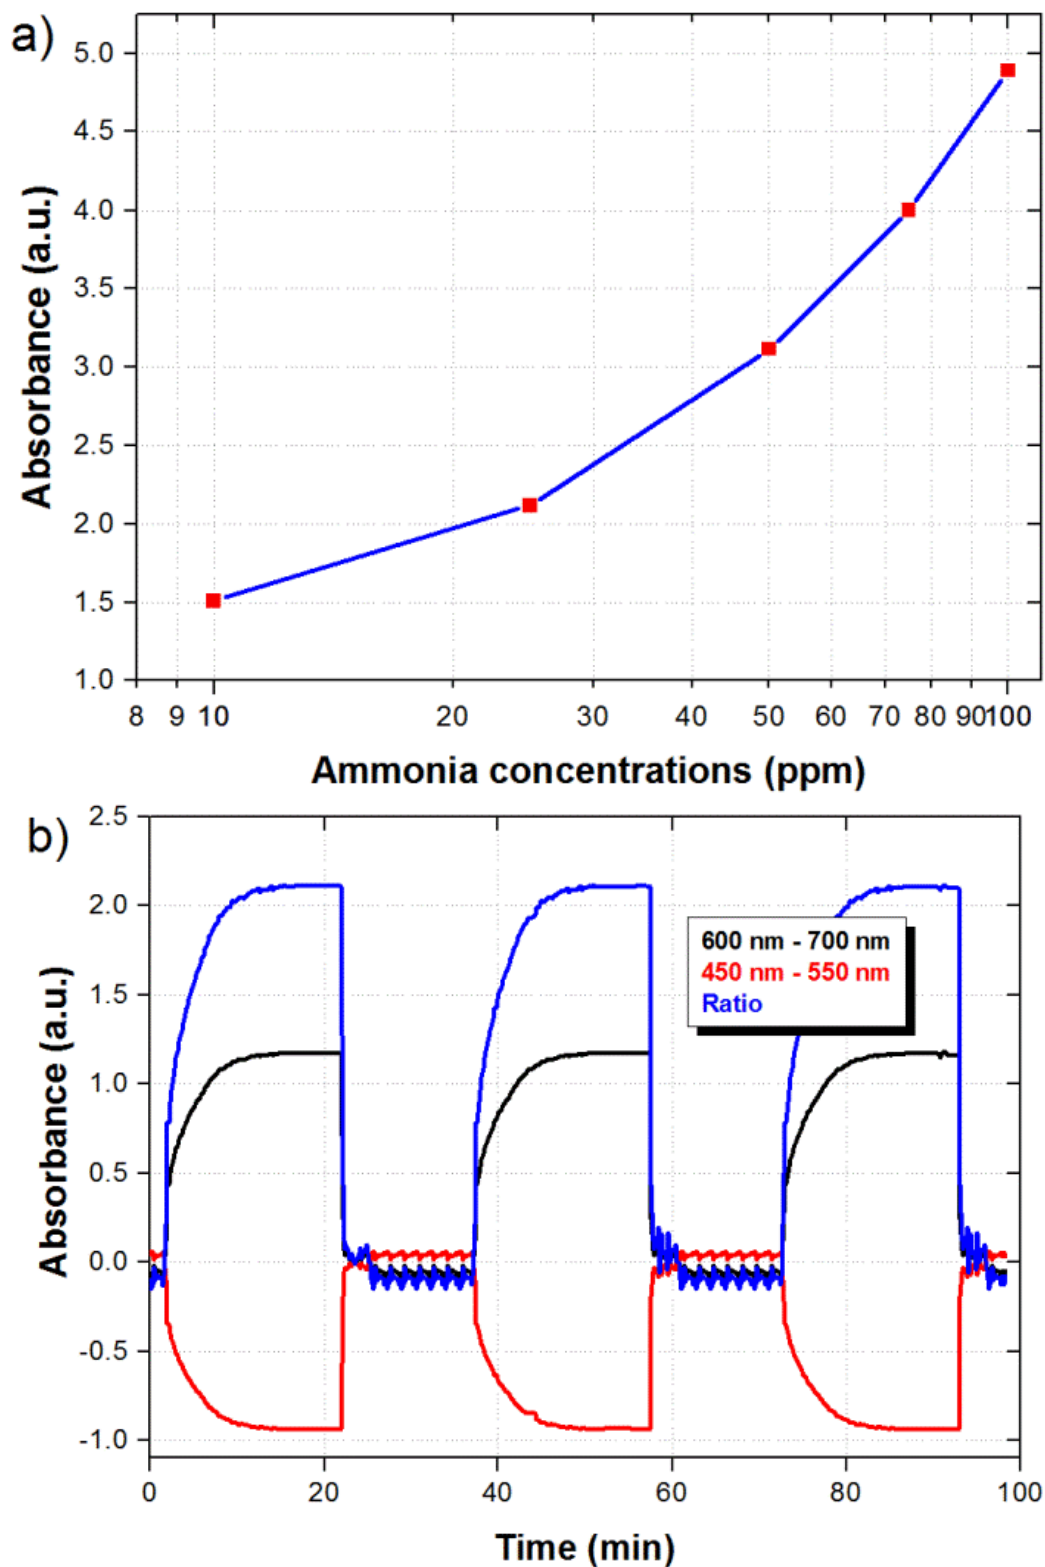 a)
5.0
4.5
4.0
3.5
3.0
2.5
2.0
1.5
1.0
Absorbance (a.u.)
8 9 10 20 30 40 50 60 70 80 90 100
Ammonia concentrations (ppm)
b)
2.5
2.0
1.5
1.0
0.5
0.0
-0.5
-1.0
Absorbance (a.u.)
600 nm - 700 nm
450 nm - 550 nm
Ratio
0 20 40 60 80 100
Time (min)